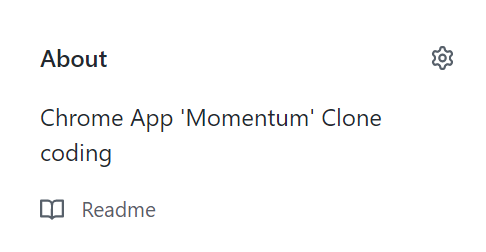 About
Chrome App 'Momentum' Clone
coding
Readme